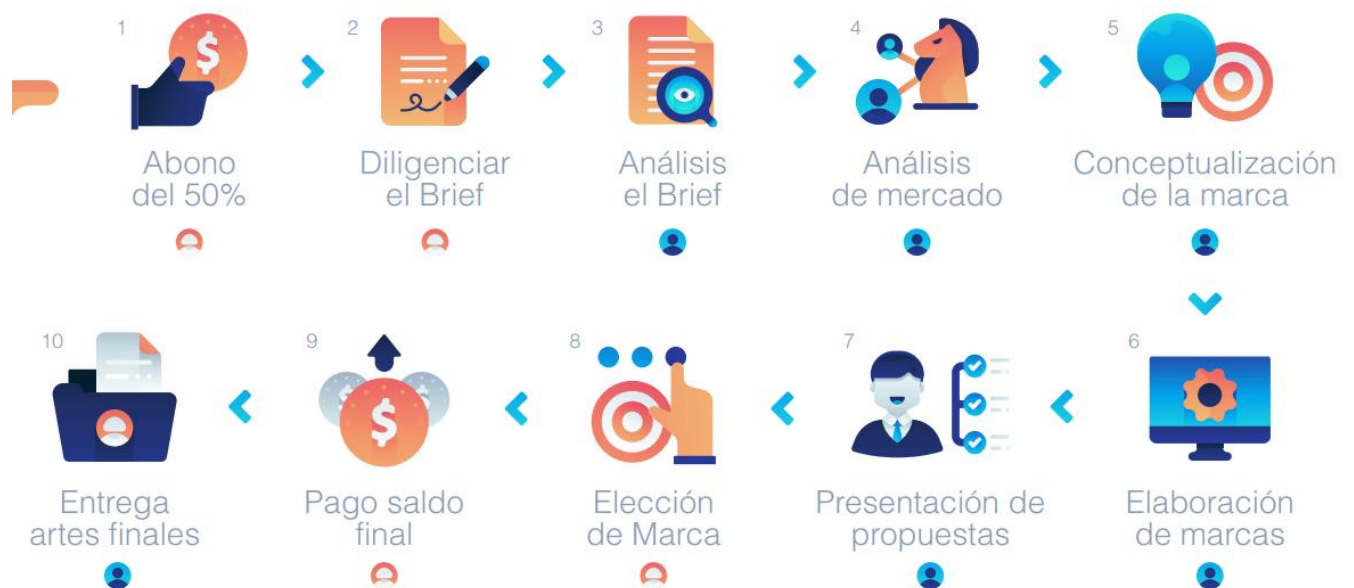 1
Abono
del 50%
2
Diligenciar
el Brief
3
Análisis
el Brief
4
Análisis
de mercado
5
Conceptualización
de la marca
6
Elaboración
de marcas
7
Presentación de
propuestas
8
Elección
de Marca
9
Pago saldo
final
10
Entrega
artes finales